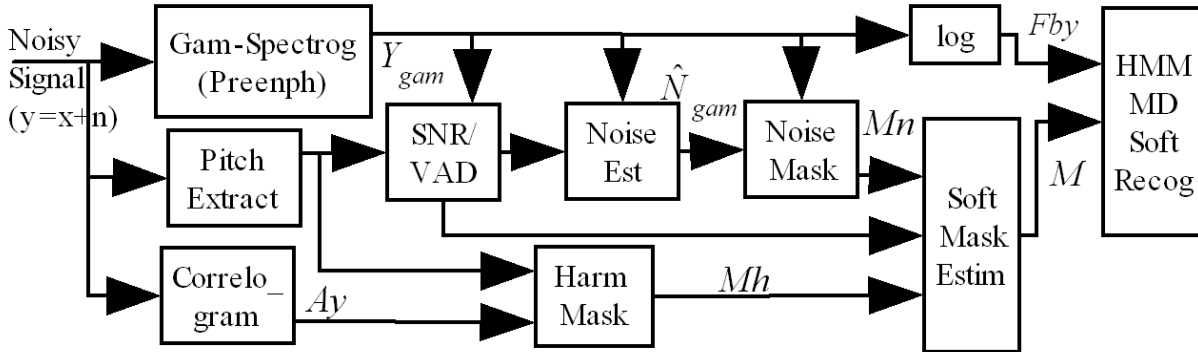 Noisy
Signal
(y=x+n)
Gam-Spectrog
(Preenph)
Y gam
log
Fby
HMM
MD
Soft
Recog
Pitch
Extract
SNR/
VAD
Noise
Est
N̂ gam
Noise
Mask
Mn
Soft
Mask
Estim
M
Correlo_
gram
Ay
Harm
Mask
Mh